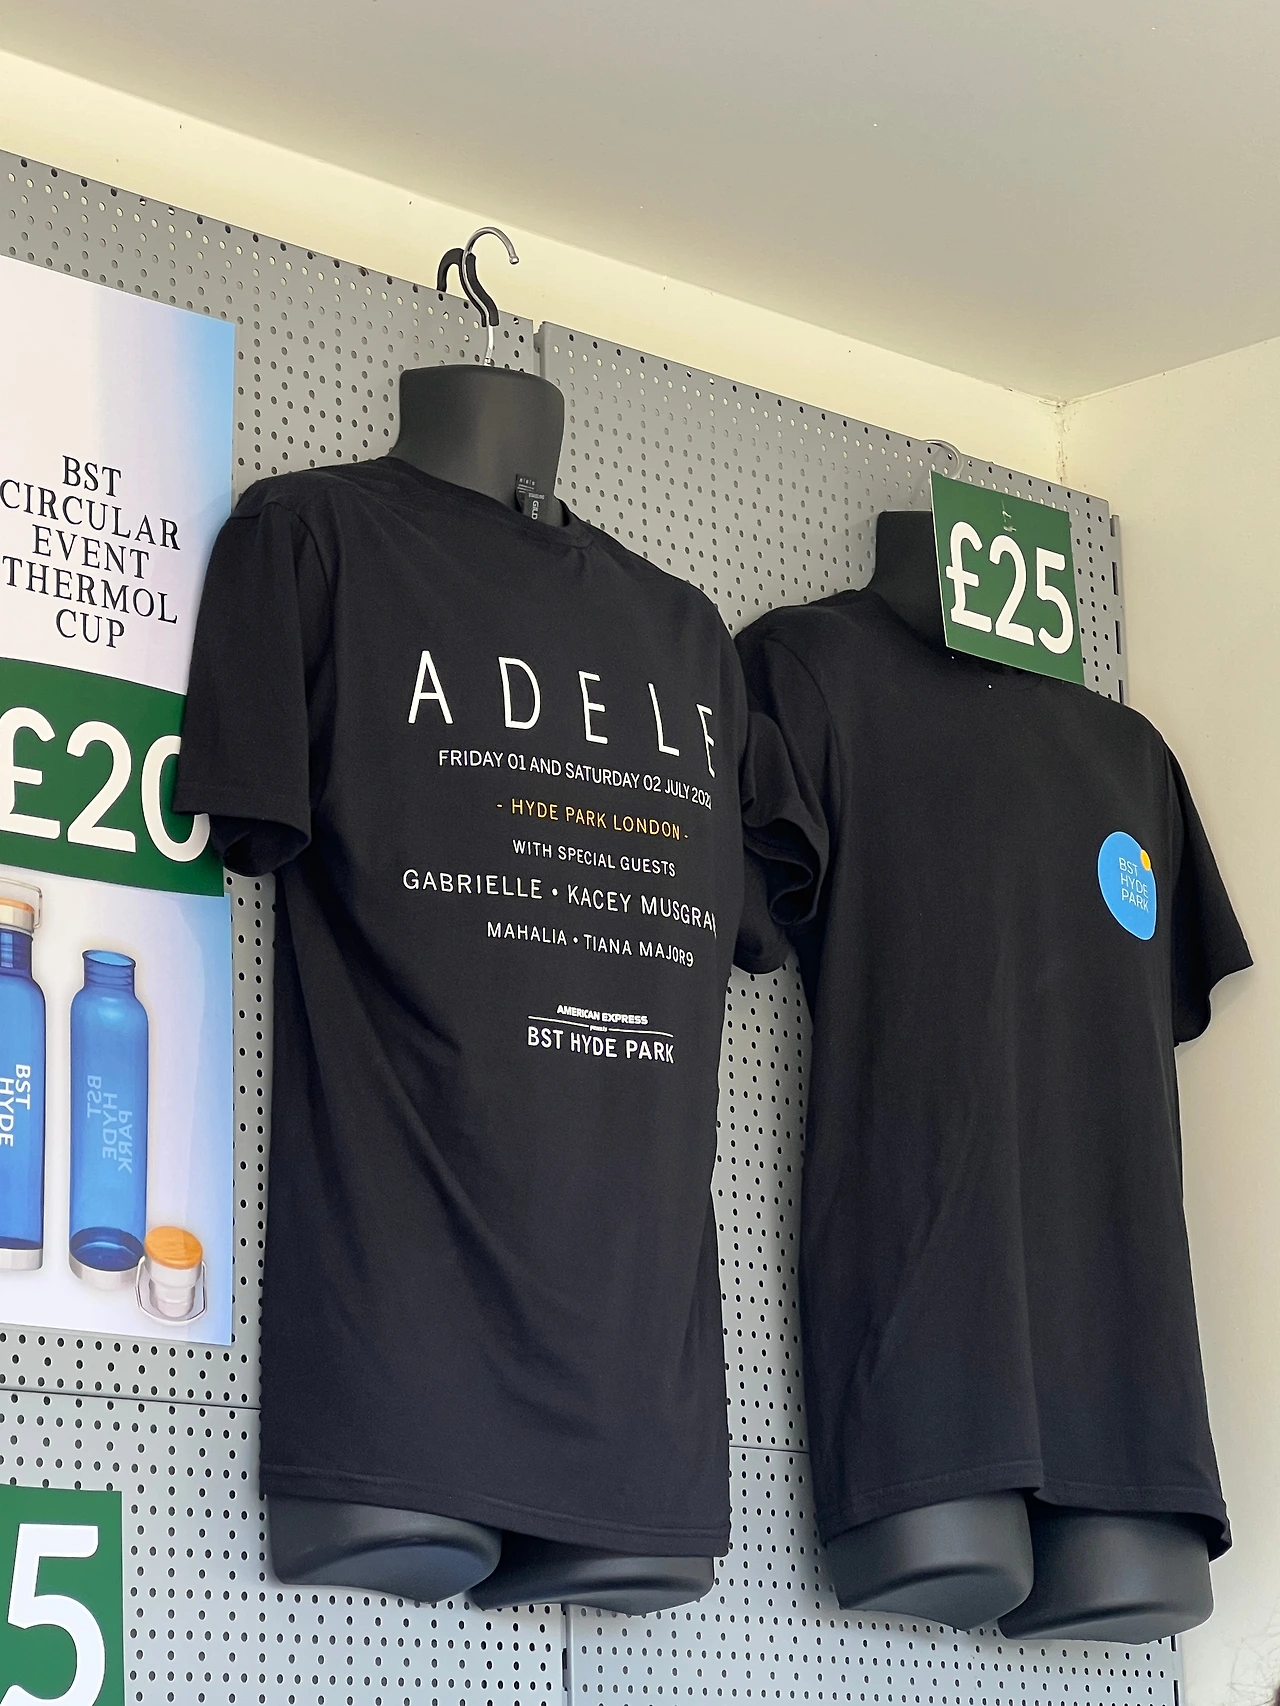 BST
CIRCULAR
EVENT
THERMOL
CUP
£20
BST
HYDE
BST
HYDE
PARK
5
ADELE
FRIDAY 01 AND SATURDAY 02 JULY
- HYDE PARK LONDON -
WITH SPECIAL GUESTS
GABRIELLE • KACEY MUSGRA
MAHALIA • TIANA MAJOR9
AMERICAN EXPRESS
presents
BST HYDE PARK
£25
BST
HYDE
PARK